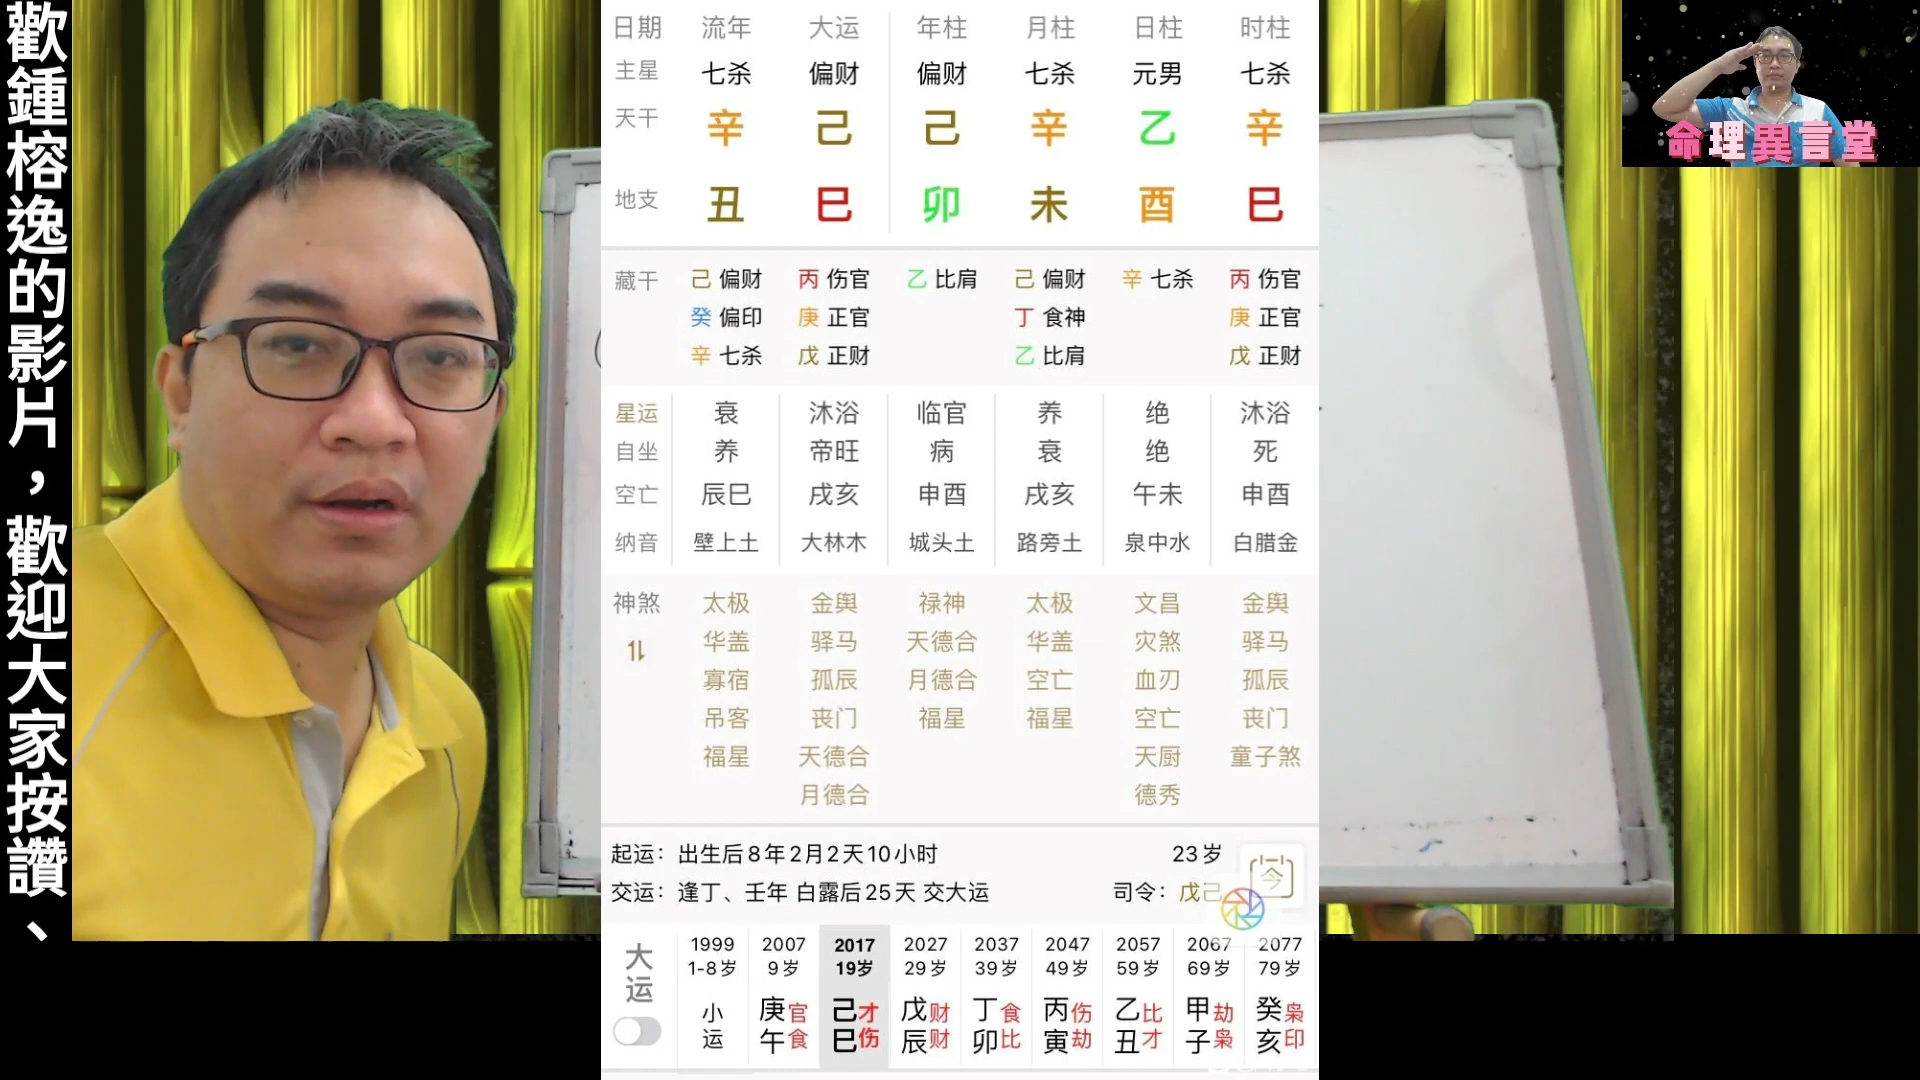 歡鍾榕逸的影片，歡迎大家按讚、
命理異言堂
日期 流年 大运 年柱 月柱 日柱 时柱
主星 七杀 偏财 偏财 七杀 元男 七杀
天干 辛 己 己 辛 乙 辛
地支 丑 巳 卯 未 酉 巳
藏干 己 偏财 丙 伤官 乙 比肩 己 偏财 辛 七杀 丙 伤官
癸 偏印 庚 正官 丁 食神 庚 正官
辛 七杀 戊 正财 乙 比肩 戊 正财
星运 衰 沐浴 临官 养 绝 沐浴
自坐 养 帝旺 病 衰 绝 死
空亡 辰巳 戌亥 申酉 戌亥 午未 申酉
纳音 壁上土 大林木 城头土 路旁土 泉中水 白腊金
神煞 太极 金舆 禄神 太极 文昌 金舆
华盖 驿马 天德合 华盖 灾煞 驿马
寡宿 孤辰 月德合 空亡 血刃 孤辰
吊客 丧门 福星 福星 空亡 丧门
福星 天德合 天厨 童子煞
月德合 德秀
起运：出生后8年2月2天10小时 23岁
今
交运：逢丁、壬年 白露后25天 交大运 司令：戊己
大运 1999 2007 2017 2027 2037 2047 2057 2067 2077
1-8岁 9岁 19岁 29岁 39岁 49岁 59岁 69岁 79岁
小 庚官 己才 戊财 丁食 丙伤 乙比 甲劫 癸枭
运 午食 巳伤 辰财 卯比 寅劫 丑才 子枭 亥印